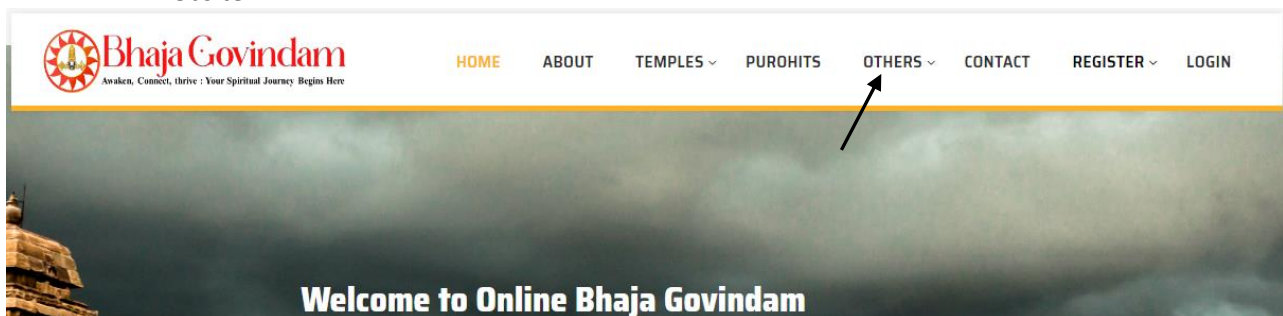 Bhaja Govindam
Awaken, Connect, thrive : Your Spiritual Journey Begins Here
HOME ABOUT TEMPLES PUROHITS OTHERS CONTACT REGISTER LOGIN
Welcome to Online Bhaja Govindam